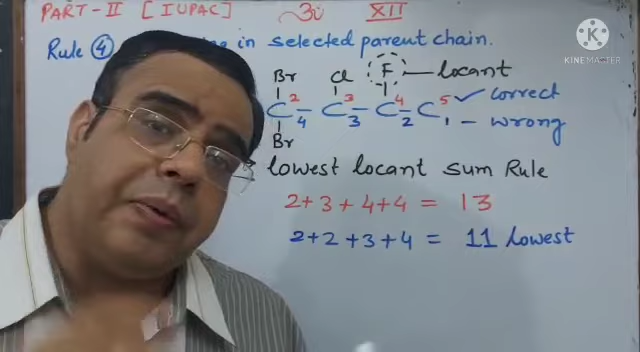 PART-II [IUPAC] XII
Rule 4 in selected parent chain.
Br Cl F — locant
C 2 — C 3 — C 4 — C 5 ✓ correct
4 3 2 1 — wrong
Br
lowest locant sum Rule
2+3+4+4 = 13
2+2+3+4 = 11 lowest
K
KINEMASTER